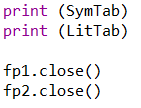 print (SymTab)
print (LitTab)

fp1.close()
fp2.close()